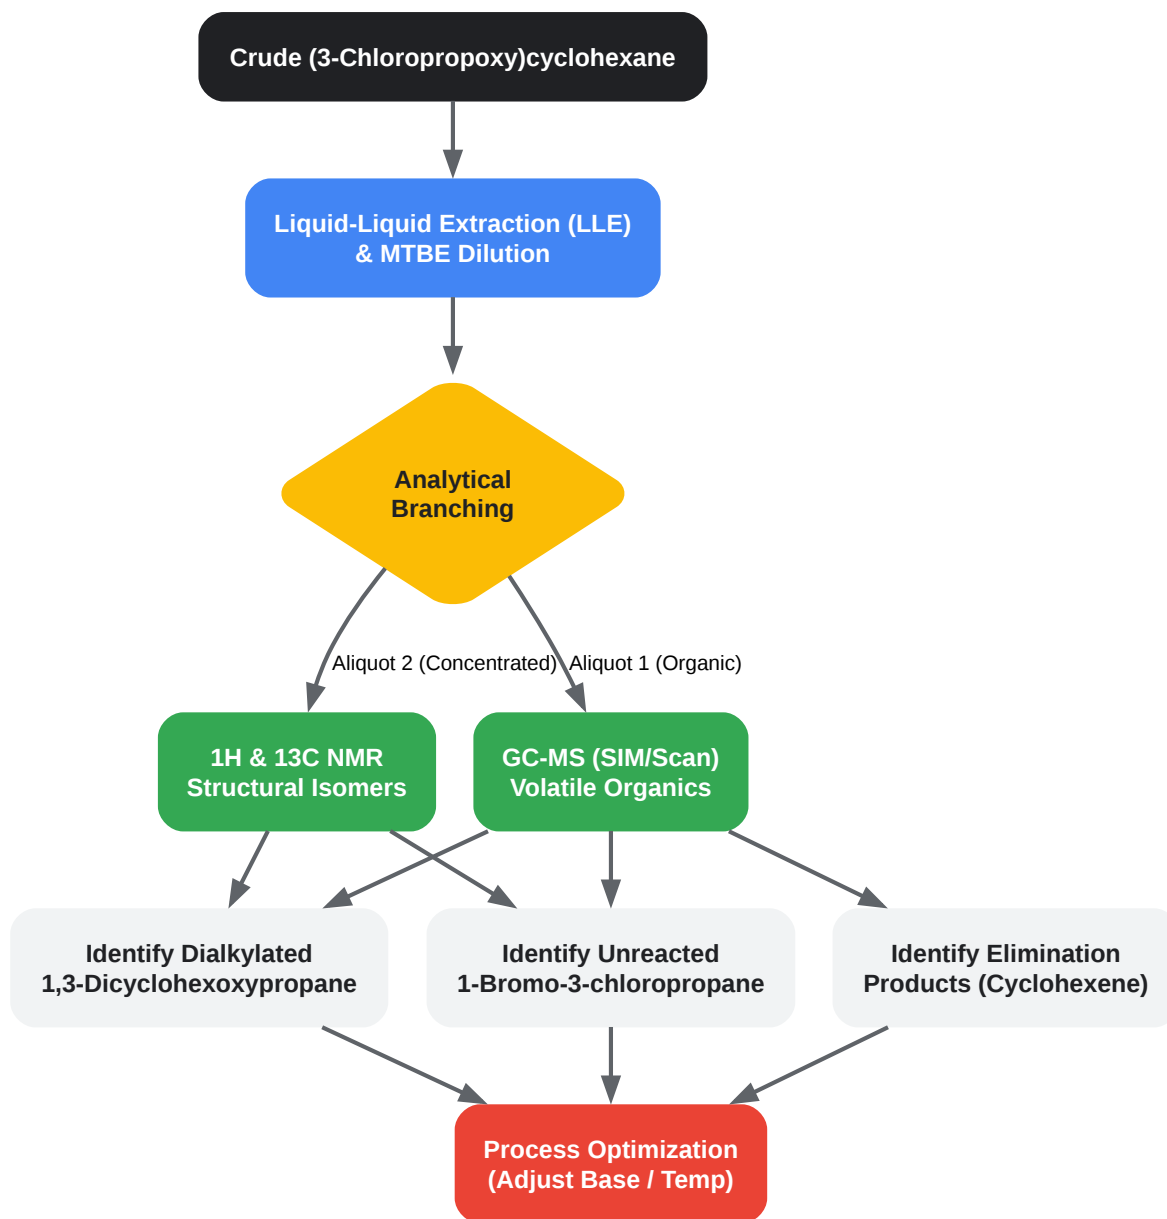 Crude (3-Chloropropoxy)cyclohexane
Liquid-Liquid Extraction (LLE)
& MTBE Dilution
Analytical
Branching
Aliquot 2 (Concentrated)
Aliquot 1 (Organic)
1H & 13C NMR
Structural Isomers
GC-MS (SIM/Scan)
Volatile Organics
Identify Dialkylated
1,3-Dicyclohexoxypropane
Identify Unreacted
1-Bromo-3-chloropropane
Identify Elimination
Products (Cyclohexene)
Process Optimization
(Adjust Base / Temp)